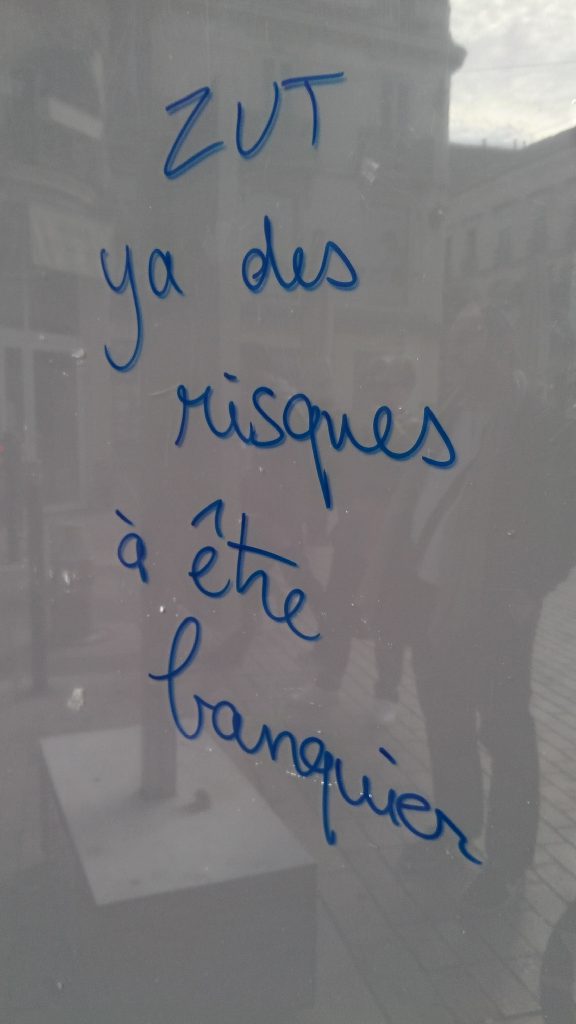 ZUT
ya des
risques
à être
banquier